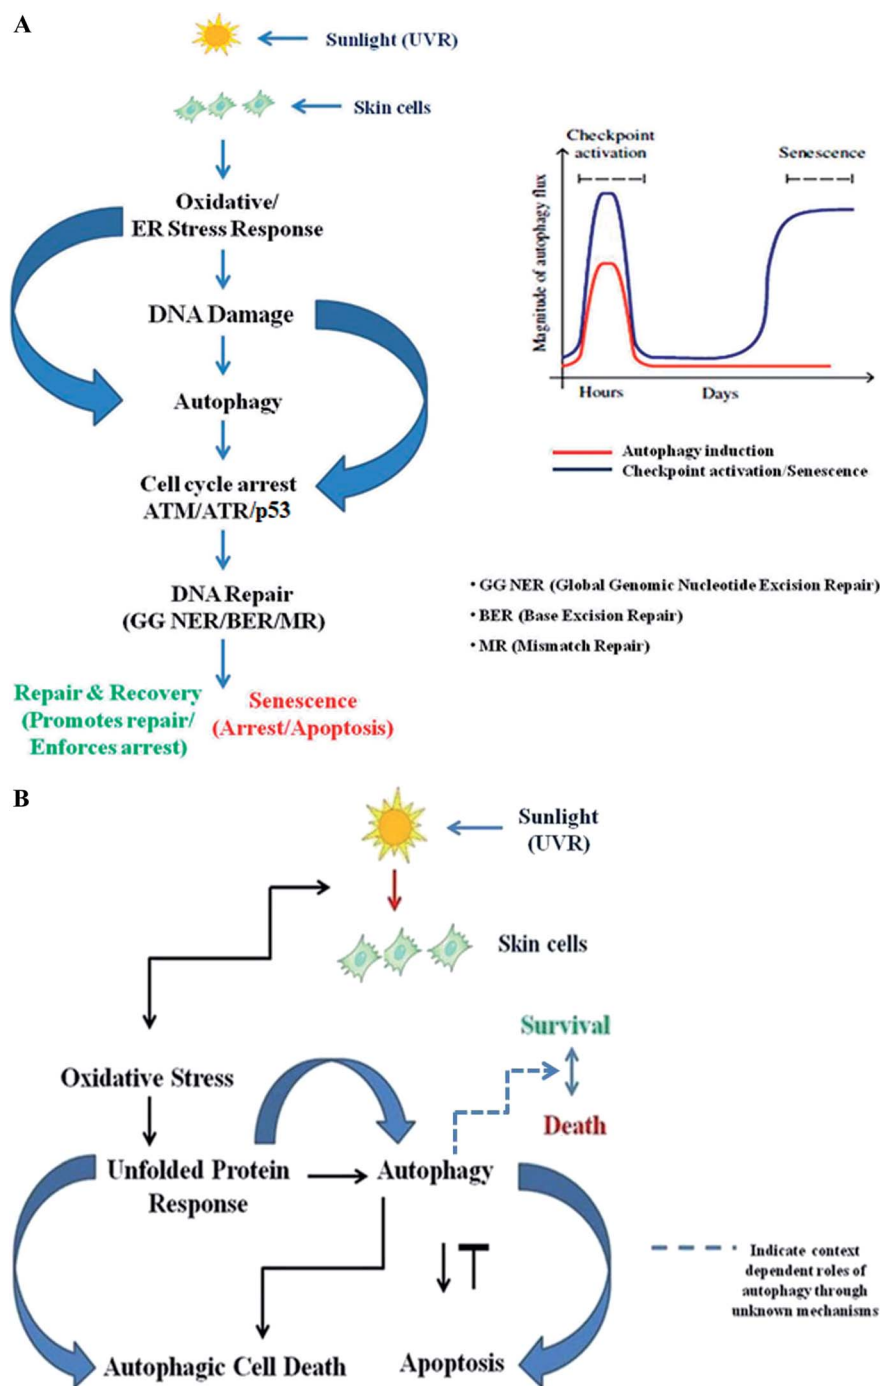 A
Sunlight (UVR)
Skin cells
Oxidative/
ER Stress Response
DNA Damage
Autophagy
Cell cycle arrest
ATM/ATR/p53
DNA Repair
(GG NER/BER/MR)
Repair & Recovery
(Promotes repair/
Enforces arrest)
Senescence
(Arrest/Apoptosis)
Checkpoint
activation
Senescence
Magnitude of autophagy flux
Hours
Days
Autophagy induction
Checkpoint activation/Senescence
• GG NER (Global Genomic Nucleotide Excision Repair)
• BER (Base Excision Repair)
• MR (Mismatch Repair)
B
Sunlight
(UVR)
Skin cells
Survival
Death
Oxidative Stress
Unfolded Protein
Response
Autophagy
Autophagic Cell Death
Apoptosis
Indicate context
dependent roles of
autophagy through
unknown mechanisms